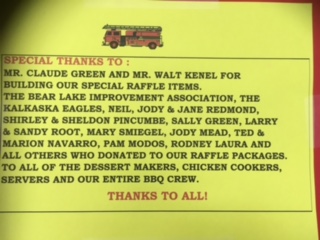 SPECIAL THANKS TO :
MR. CLAUDE GREEN AND MR. WALT KENEL FOR
BUILDING OUR SPECIAL RAFFLE ITEMS.
THE BEAR LAKE IMPROVEMENT ASSOCIATION, THE
KALKASKA EAGLES, NEIL, JODY & JANE REDMOND,
SHIRLEY & SHELDON PINCUMBE, SALLY GREEN, LARRY
& SANDY ROOT, MARY SMIEGEL, JODY MEAD, TED &
MARION NAVARRO, PAM MODOS, RODNEY LAURA AND
ALL OTHERS WHO DONATED TO OUR RAFFLE PACKAGES.
TO ALL OF THE DESSERT MAKERS, CHICKEN COOKERS,
SERVERS AND OUR ENTIRE BBQ CREW.
THANKS TO ALL!